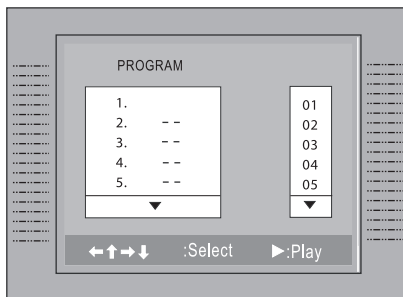 PROGRAM
1.
2. - -
3. - -
4. - -
5. - -
▼
01
02
03
04
05
▼
←↑→↓ :Select ▶:Play